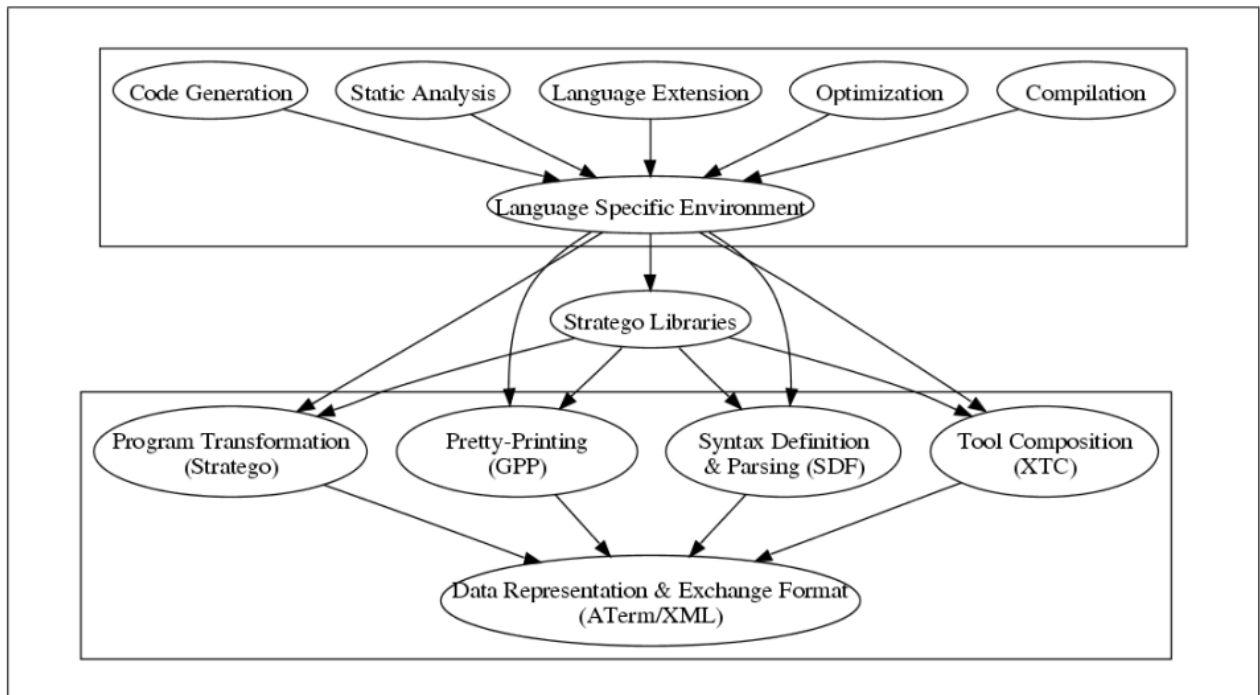 Code Generation
Static Analysis
Language Extension
Optimization
Compilation
Language Specific Environment
Stratego Libraries
Program Transformation
(Stratego)
Pretty-Printing
(GPP)
Syntax Definition
& Parsing (SDF)
Tool Composition
(XTC)
Data Representation & Exchange Format
(ATerm/XML)